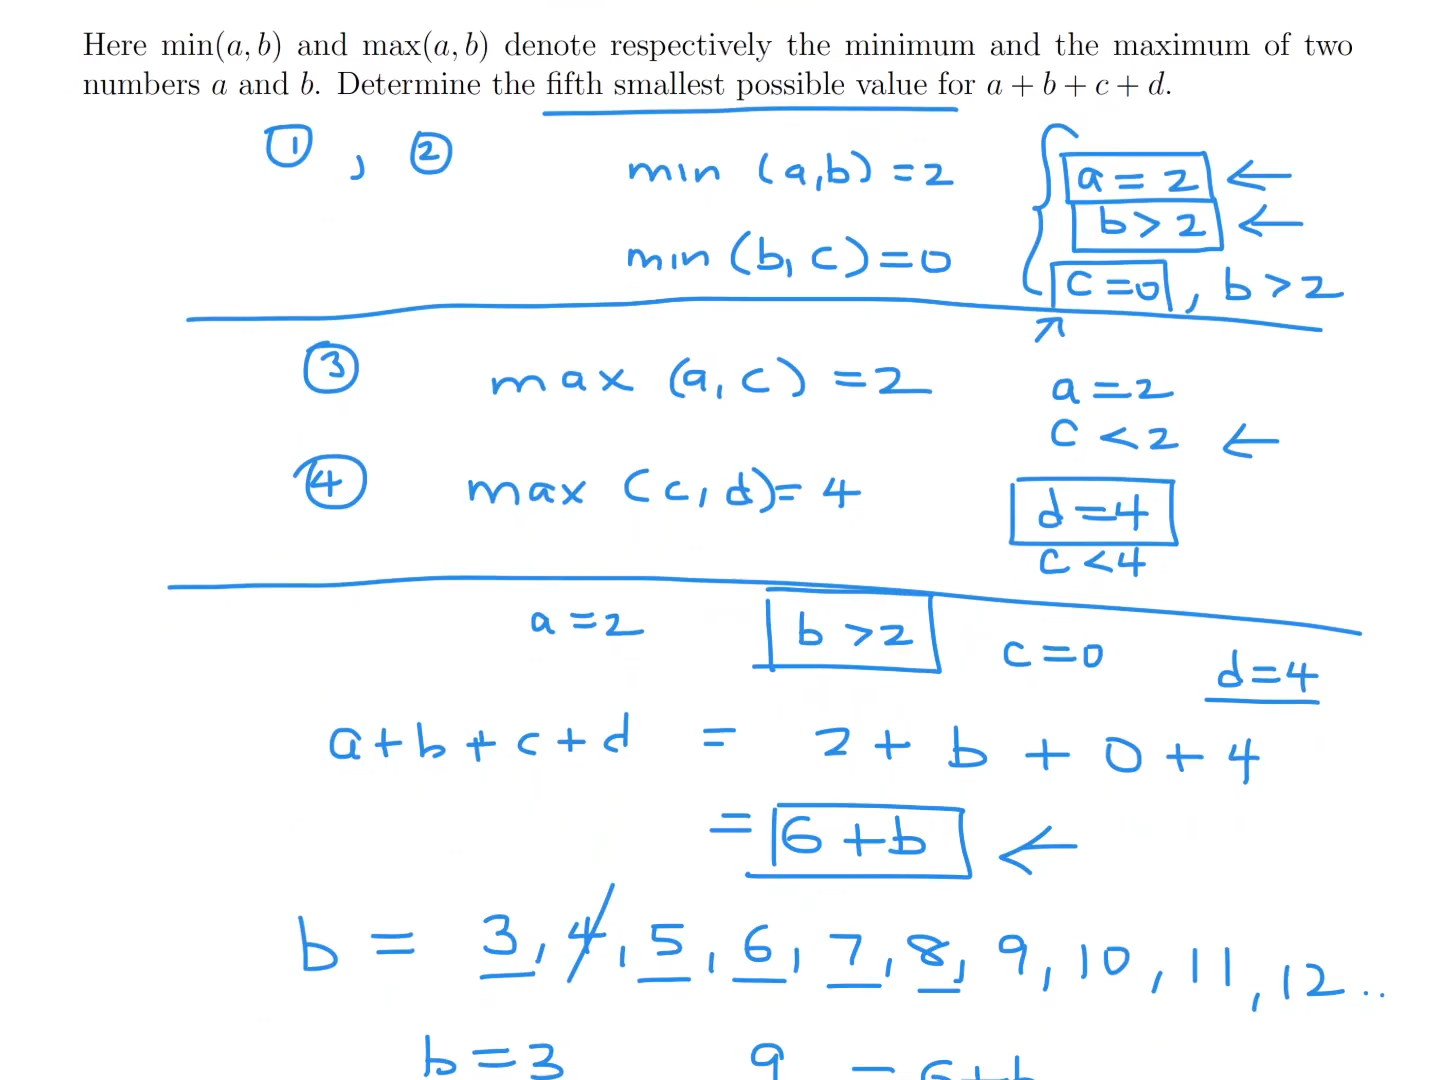 Here min(a, b) and max(a, b) denote respectively the minimum and the maximum of two
numbers a and b. Determine the fifth smallest possible value for a + b + c + d.
① , ②
min (a,b) = 2
a = 2 ←
b > 2 ←
min (b, c) = 0
c = 0 , b > 2
③ max (a, c) = 2
a = 2
c < 2 ←
④ max (c, d) = 4
d = 4
c < 4
a = 2 b > 2 c = 0 d = 4
a + b + c + d = 2 + b + 0 + 4
= 6 + b ←
b = 3, 4, 5, 6, 7, 8, 9, 10, 11, 12 ..
b = 3 9 = 6 + b